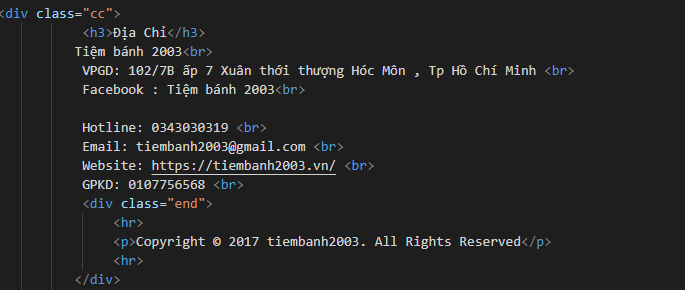 <div class="cc">
<h3>Địa Chỉ</h3>
Tiệm bánh 2003<br>
VPGD: 102/7B ấp 7 Xuân thới thượng Hóc Môn , Tp Hồ Chí Minh <br>
Facebook : Tiệm bánh 2003<br>
Hotline: 0343030319 <br>
Email: tiembanh2003@gmail.com <br>
Website: https://tiembanh2003.vn/ <br>
GPKD: 0107756568 <br>
<div class="end">
<hr>
<p>Copyright © 2017 tiembanh2003. All Rights Reserved</p>
<hr>
</div>